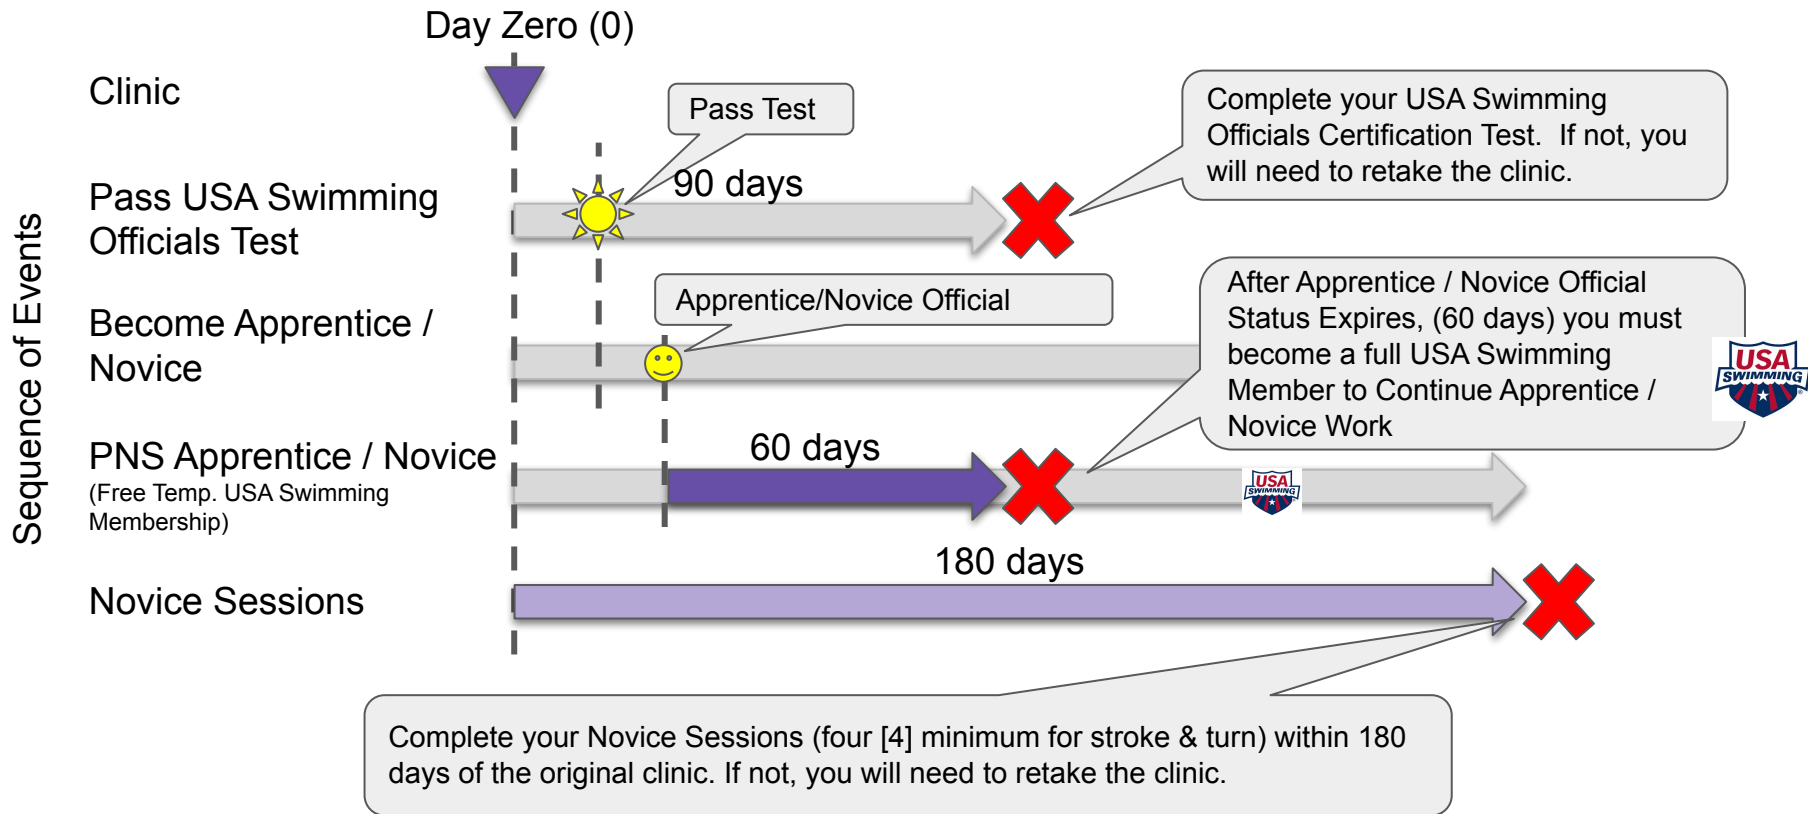 Day Zero (0)
Clinic
Pass Test
Complete your USA Swimming
Officials Certification Test.  If not, you
will need to retake the clinic.
Sequence of Events
Pass USA Swimming
Officials Test
90 days
Become Apprentice /
Novice
Apprentice/Novice Official
After Apprentice / Novice Official
Status Expires, (60 days) you must
become a full USA Swimming
Member to Continue Apprentice /
Novice Work
USA
SWIMMING
PNS Apprentice / Novice
(Free Temp. USA Swimming
Membership)
60 days
USA
SWIMMING
Novice Sessions
180 days
Complete your Novice Sessions (four [4] minimum for stroke & turn) within 180
days of the original clinic. If not, you will need to retake the clinic.